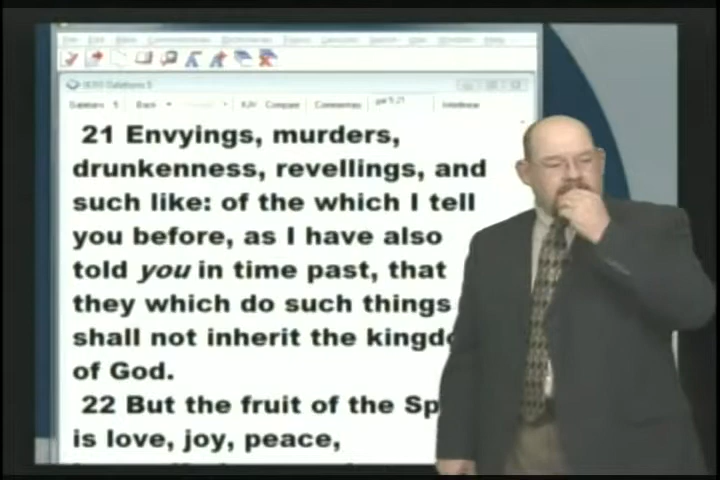 21 Envyings, murders,
drunkenness, revellings, and
such like: of the which I tell
you before, as I have also
told you in time past, that
they which do such things
shall not inherit the kingd
of God.
22 But the fruit of the Sp
is love, joy, peace,